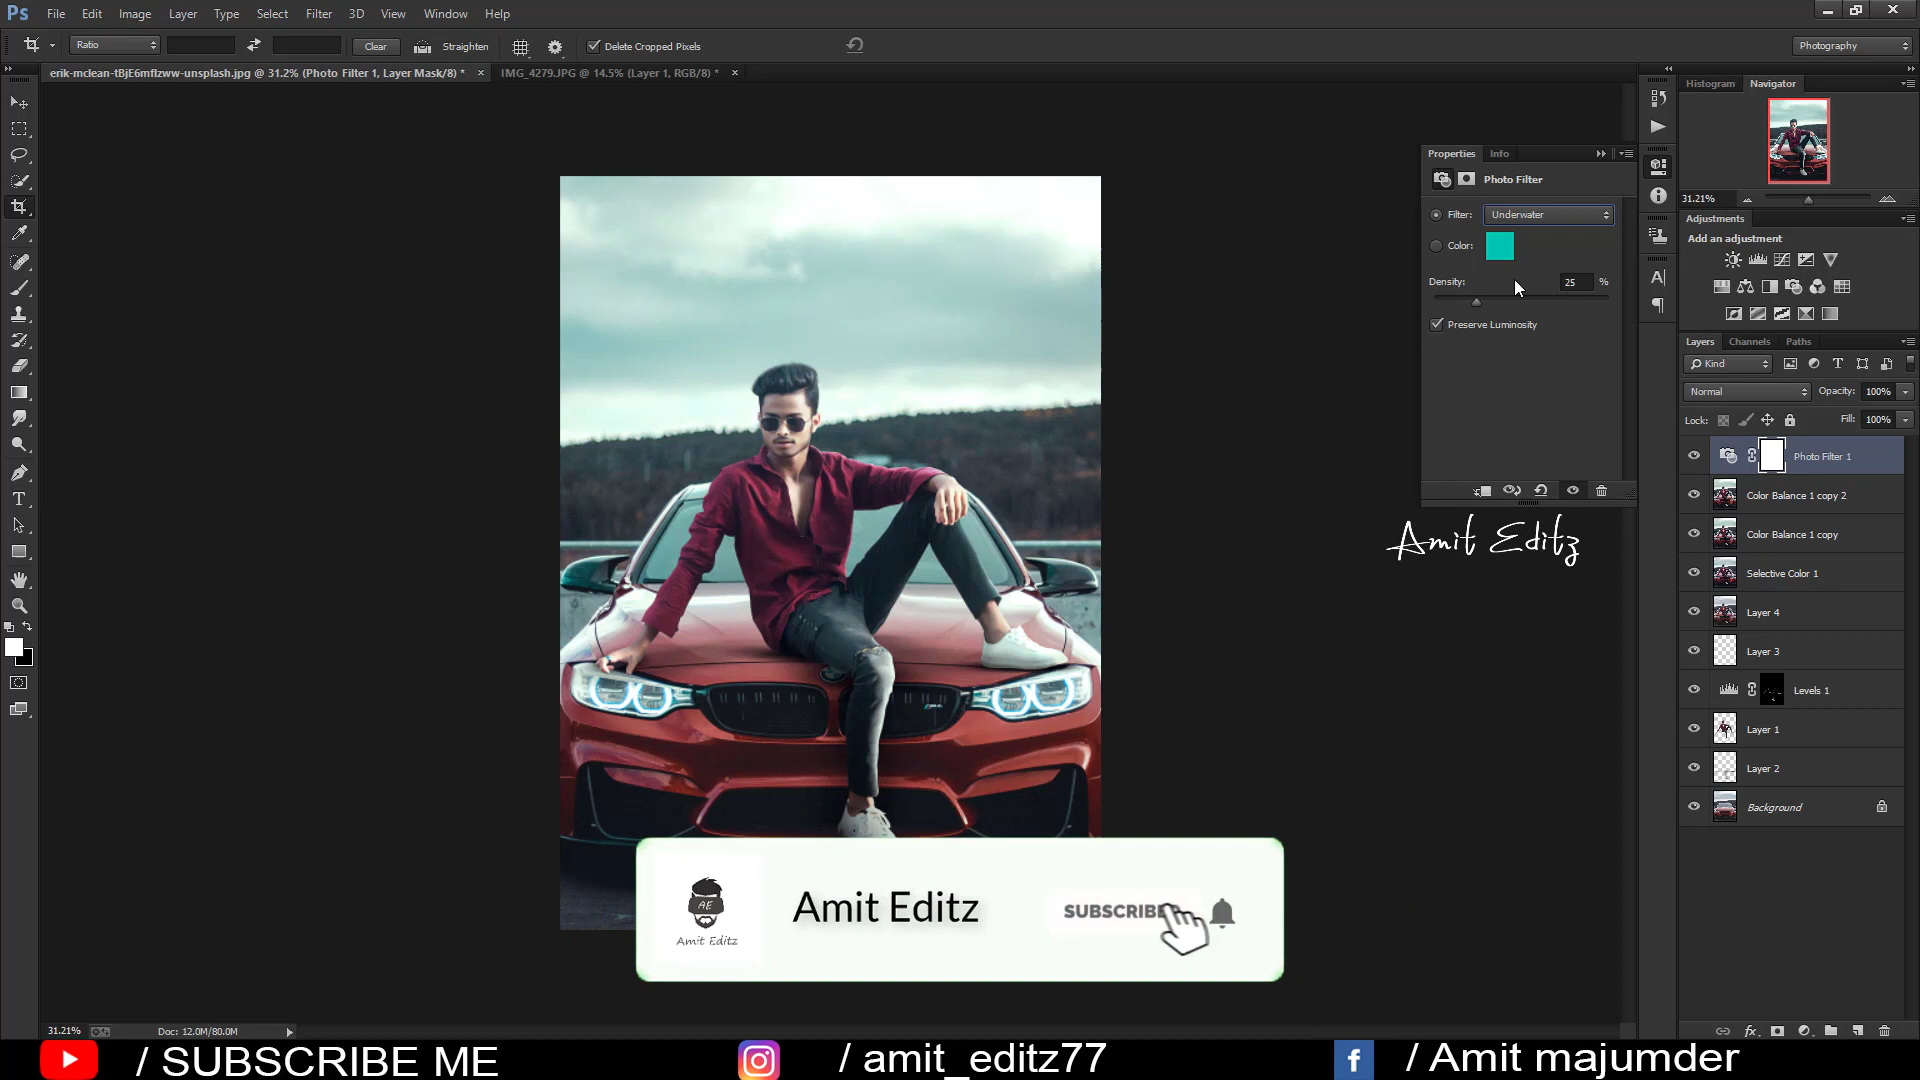 Ps File Edit Image Layer Type Select Filter 3D View Window Help
Ratio Clear Straighten Delete Cropped Pixels Photography
erik-mclean-tBjE6mflzww-unsplash.jpg @ 31.2% (Photo Filter 1, Layer Mask/8) * × IMG_4279.JPG @ 14.5% (Layer 1, RGB/8) * ×
Histogram Navigator
31.21%
Properties Info
Photo Filter
Filter: Underwater
Color:
Density: 25 %
Preserve Luminosity
Adjustments
Add an adjustment
Layers Channels Paths
Kind
Normal Opacity: 100%
Lock: Fill: 100%
Photo Filter 1
Color Balance 1 copy 2
Color Balance 1 copy
Selective Color 1
Layer 4
Layer 3
Levels 1
Layer 1
Layer 2
Background
Amit Editz
AE
Amit Editz
Amit Editz
SUBSCRIBE
31.21% Doc: 12.0M/80.0M
/ SUBSCRIBE ME / amit_editz77 / Amit majumder